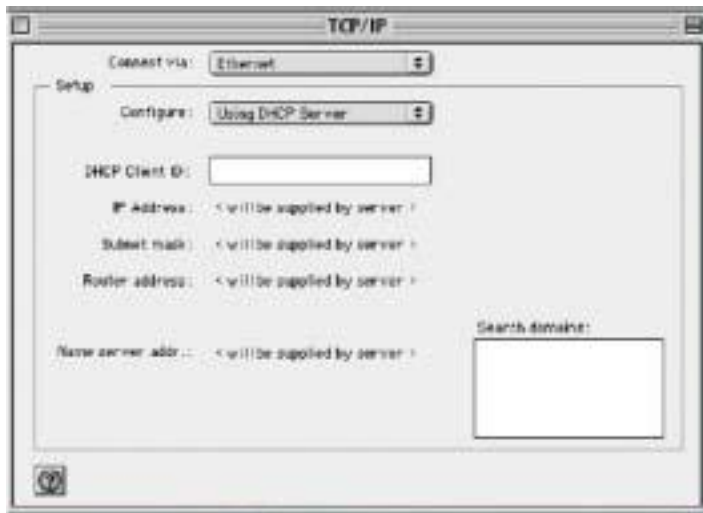 TCP/IP
Connect via: Ethernet
Setup
Configure: Using DHCP Server
DHCP Client ID:
IP Address: < will be supplied by server >
Subnet mask: < will be supplied by server >
Router address: < will be supplied by server >
Search domains:
Name server addr.: < will be supplied by server >